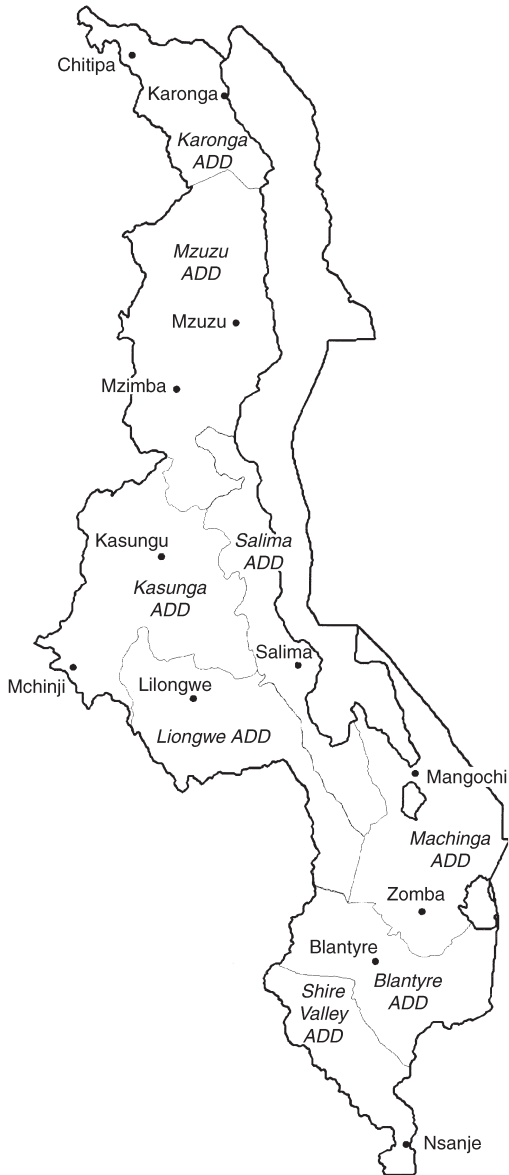 Chitipa
Karonga
Karonga
ADD
Mzuzu
ADD
Mzuzu
Mzimba
Kasungu
Salima
ADD
Kasunga
ADD
Salima
Mchinji
Lilongwe
Liongwe ADD
Mangochi
Machinga
ADD
Zomba
Blantyre
Blantyre
ADD
Shire
Valley
ADD
Nsanje